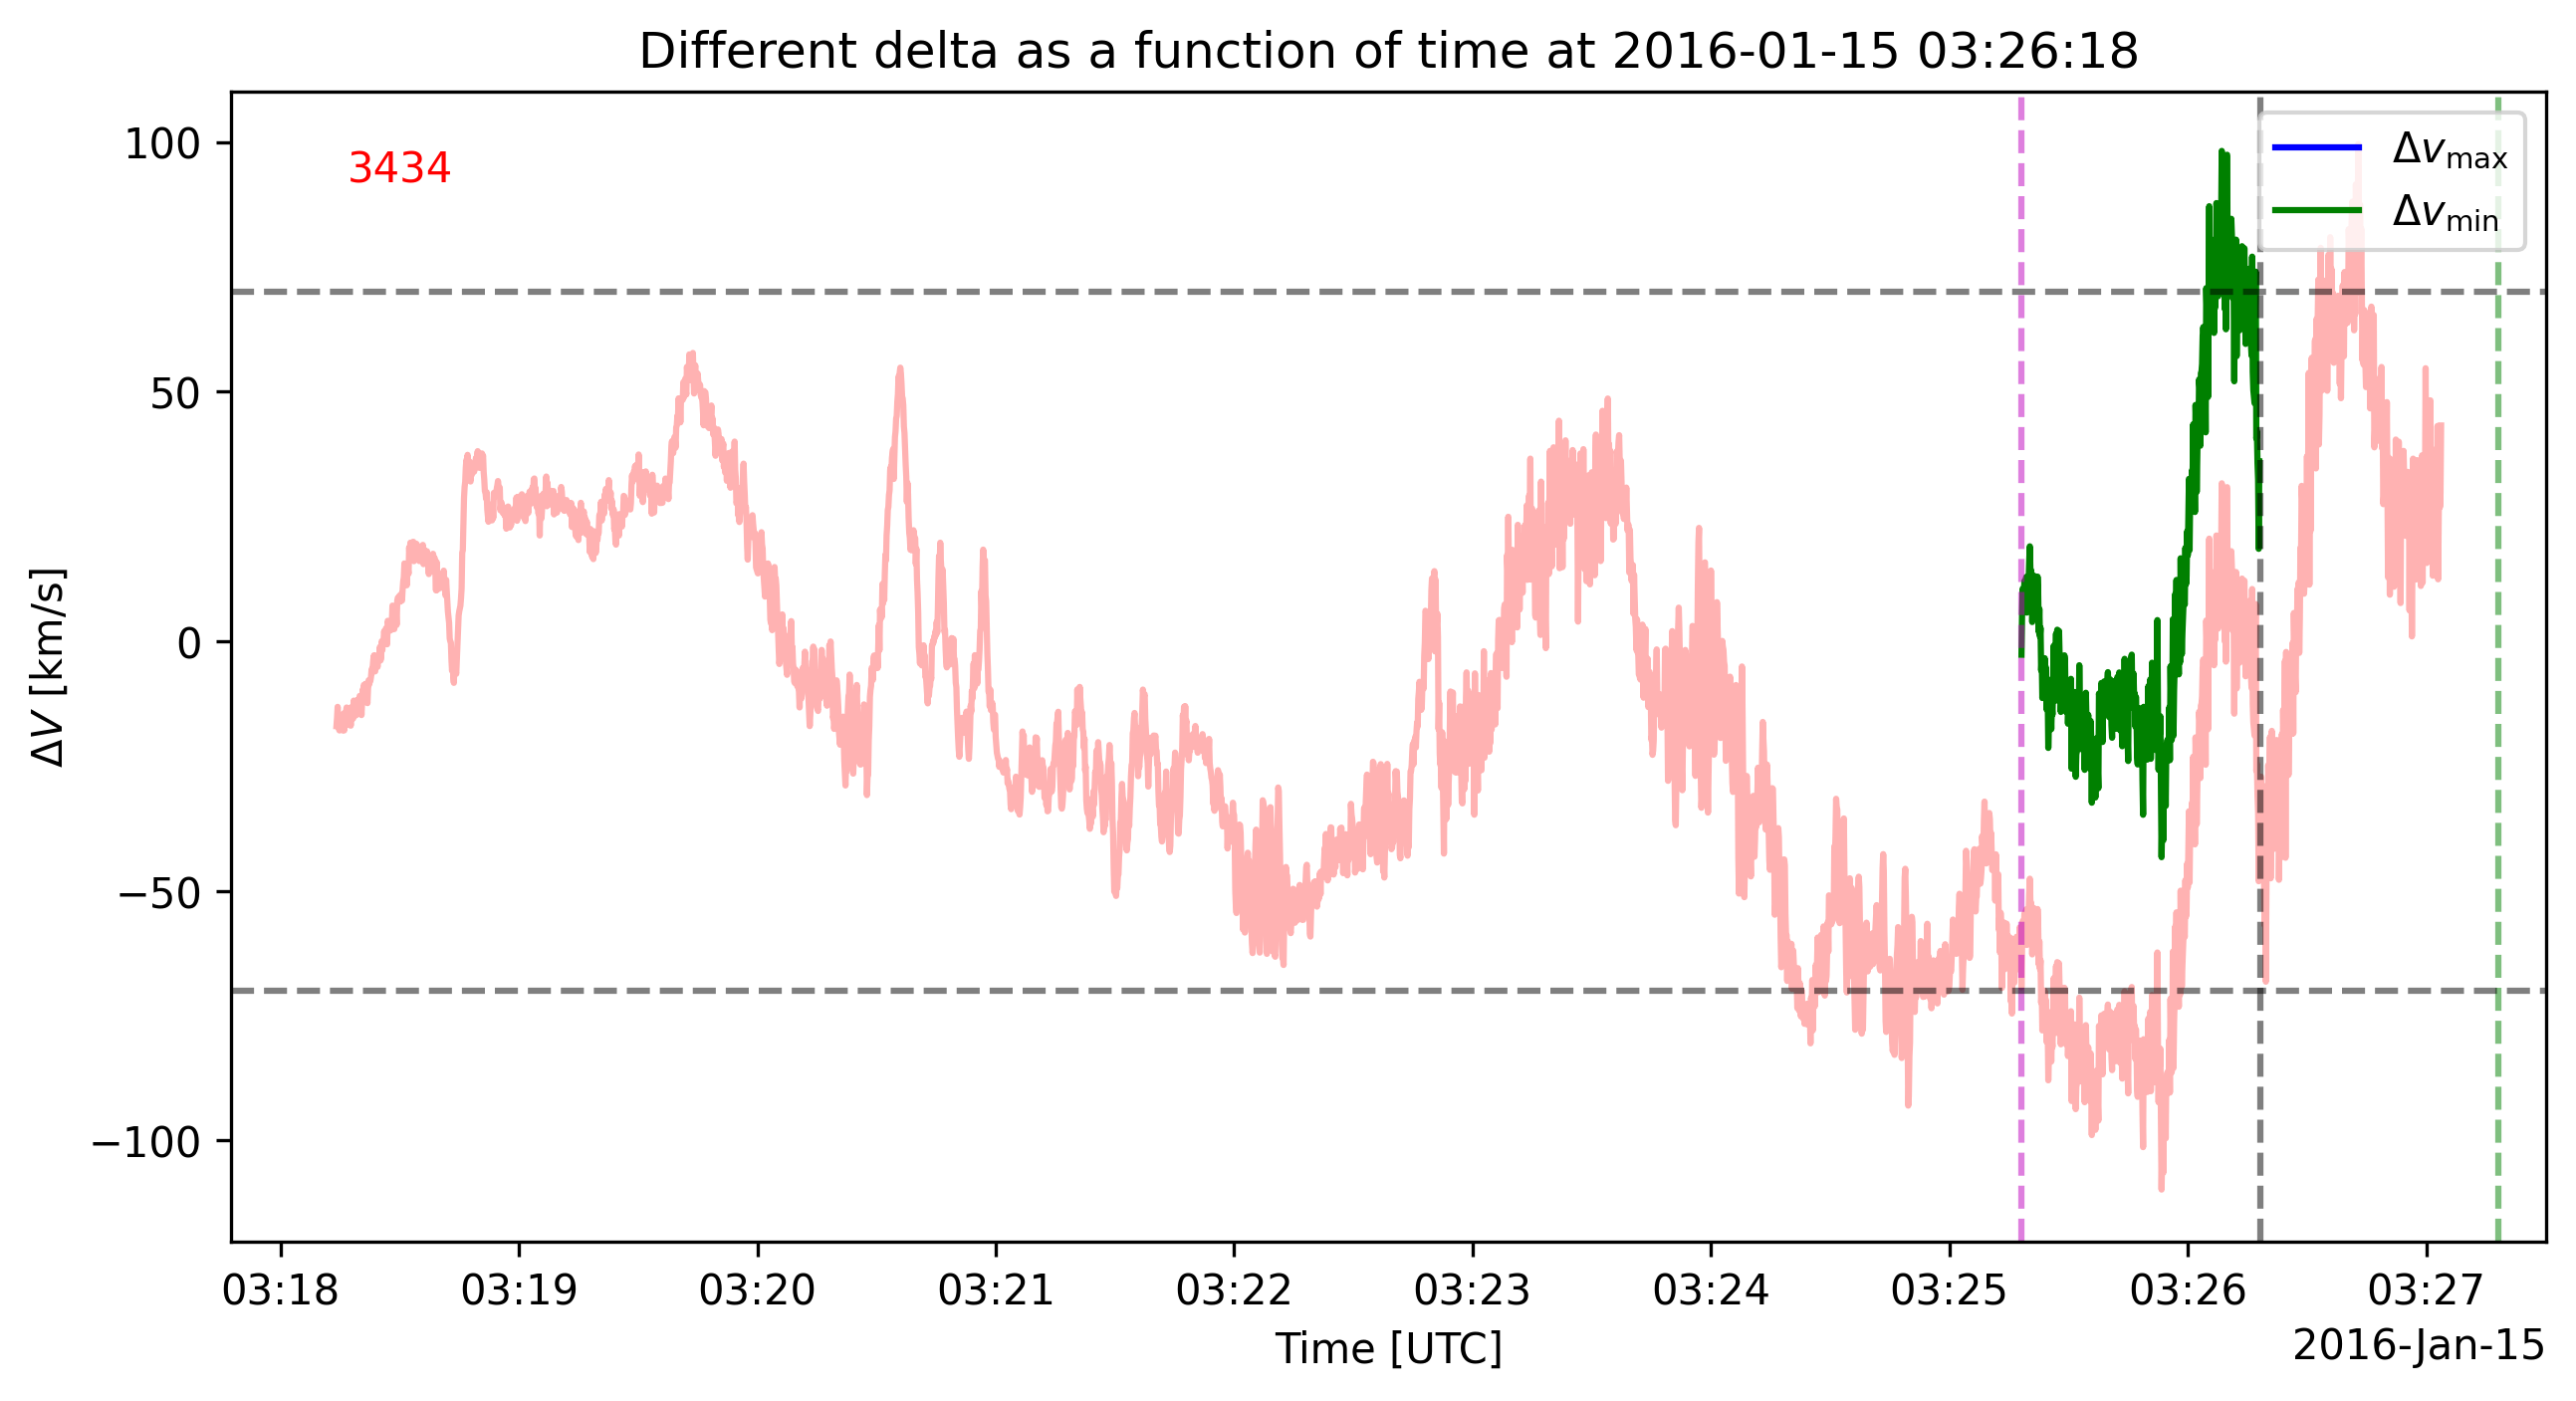 Different delta as a function of time at 2016-01-15 03:26:18
3434
Δv_max
Δv_min
100
50
0
−50
−100
ΔV [km/s]
03:18 03:19 03:20 03:21 03:22 03:23 03:24 03:25 03:26 03:27
Time [UTC]
2016-Jan-15